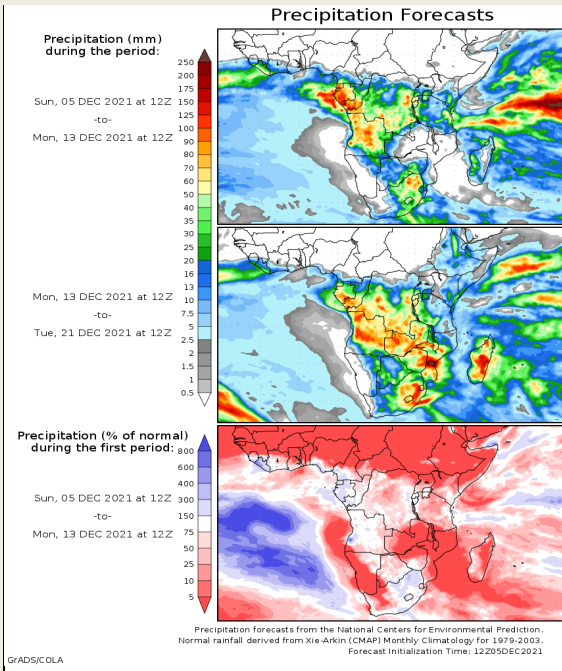 Precipitation Forecasts
Precipitation (mm)
during the period:
Sun, 05 DEC 2021 at 12Z
-to-
Mon, 13 DEC 2021 at 12Z
250
200
175
150
125
100
90
80
70
60
50
40
35
30
25
20
16
13
10
7.5
5
2.5
2
1.5
1
0.5
Mon, 13 DEC 2021 at 12Z
-to-
Tue, 21 DEC 2021 at 12Z
Precipitation (% of normal)
during the first period:
Sun, 05 DEC 2021 at 12Z
-to-
Mon, 13 DEC 2021 at 12Z
800
600
400
300
150
75
50
25
10
5
Precipitation forecasts from the National Centers for Environmental Prediction.
Normal rainfall derived from Xie-Arkin (CMAP) Monthly Climatology for 1979-2003.
Forecast Initialization Time: 12Z05DEC2021
GrADS/COLA